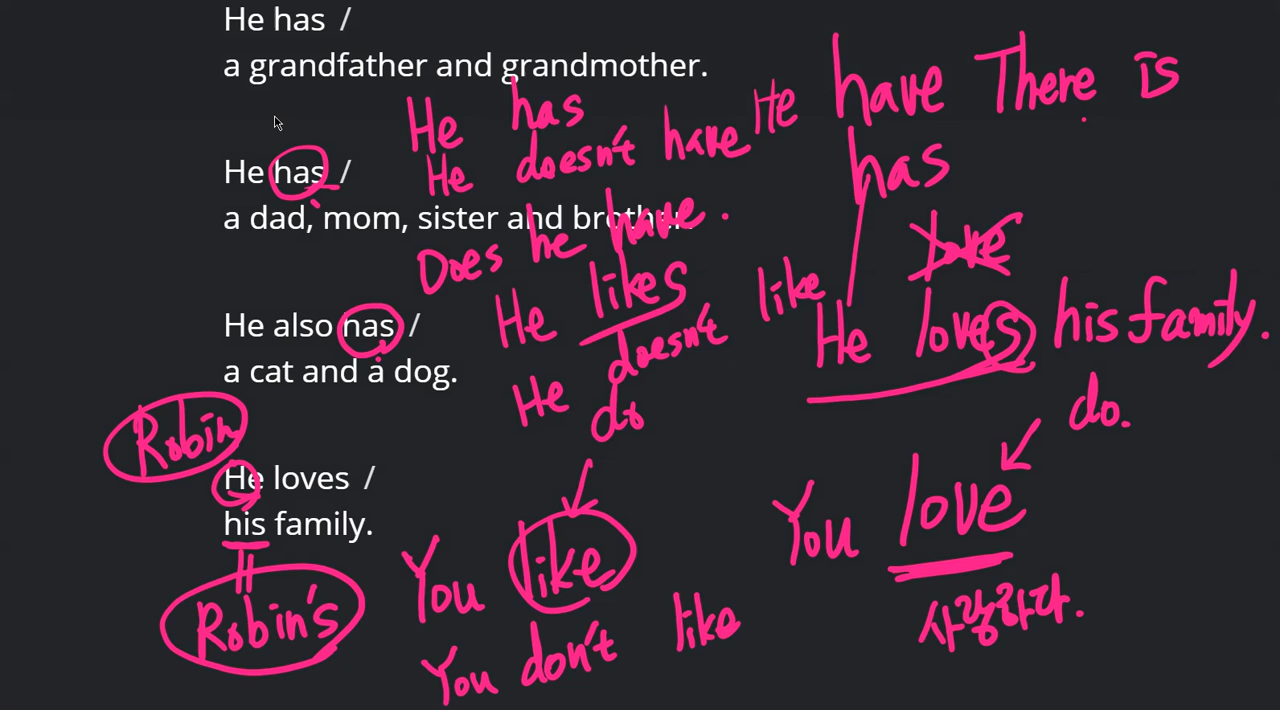 He has /
a grandfather and grandmother.
He has /
a dad, mom, sister and brother.
He also has /
a cat and a dog.
He loves /
his family.
Robin
Robin's
He has
He doesn't have
Does he have.
He likes
He doesn't like
do
You like
You don't like
He have There is
has
love
He loves his family.
do.
You love
사랑하다.